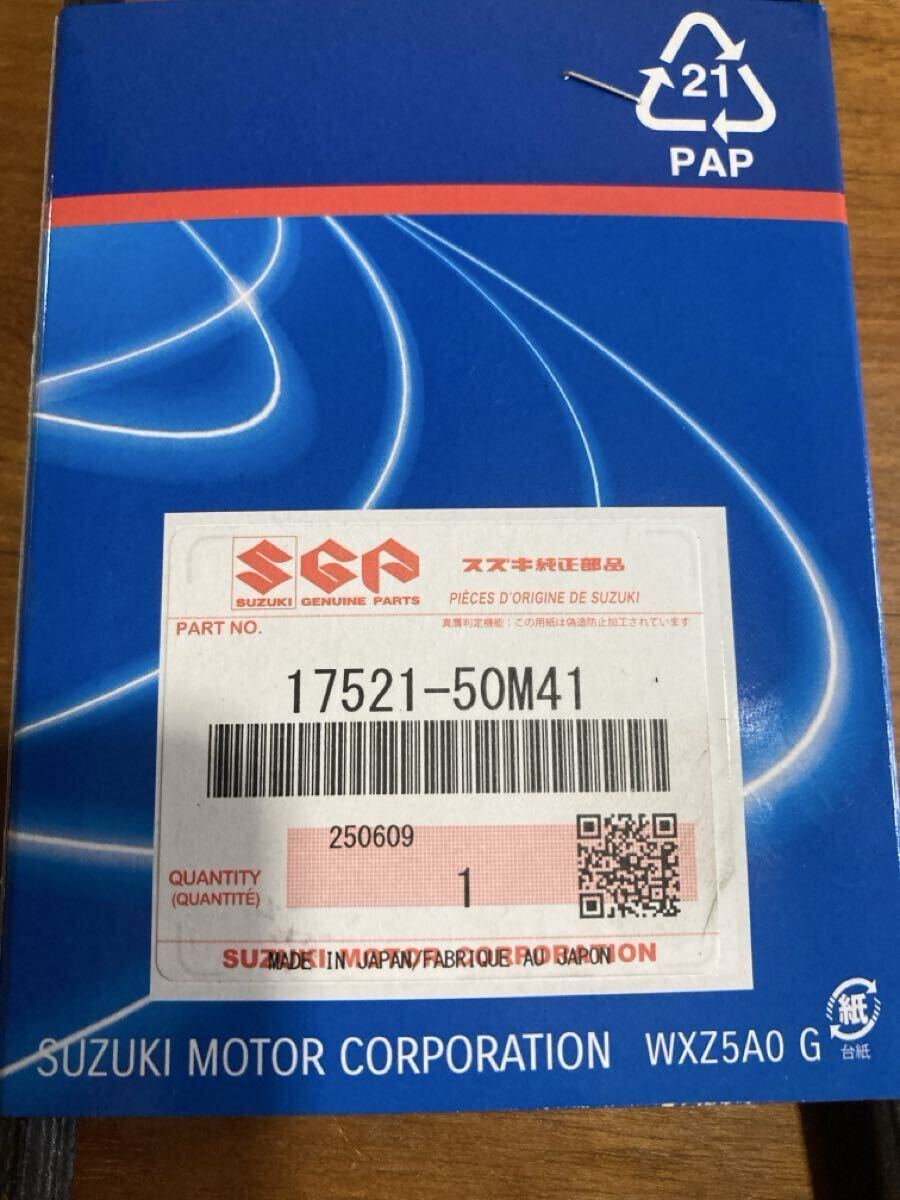 21
PAP
SGP
SUZUKI GENUINE PARTS
スズキ純正部品
PIÈCES D'ORIGINE DE SUZUKI
PART NO.
真贋判定機能：この用紙は偽造防止加工されています
17521-50M41
250609
QUANTITY
(QUANTITÉ)
1
SUZUKI MOTOR CORPORATION
MADE IN JAPAN/FABRIQUE AU JAPON
SUZUKI MOTOR CORPORATION
WXZ5A0 G
紙
台紙